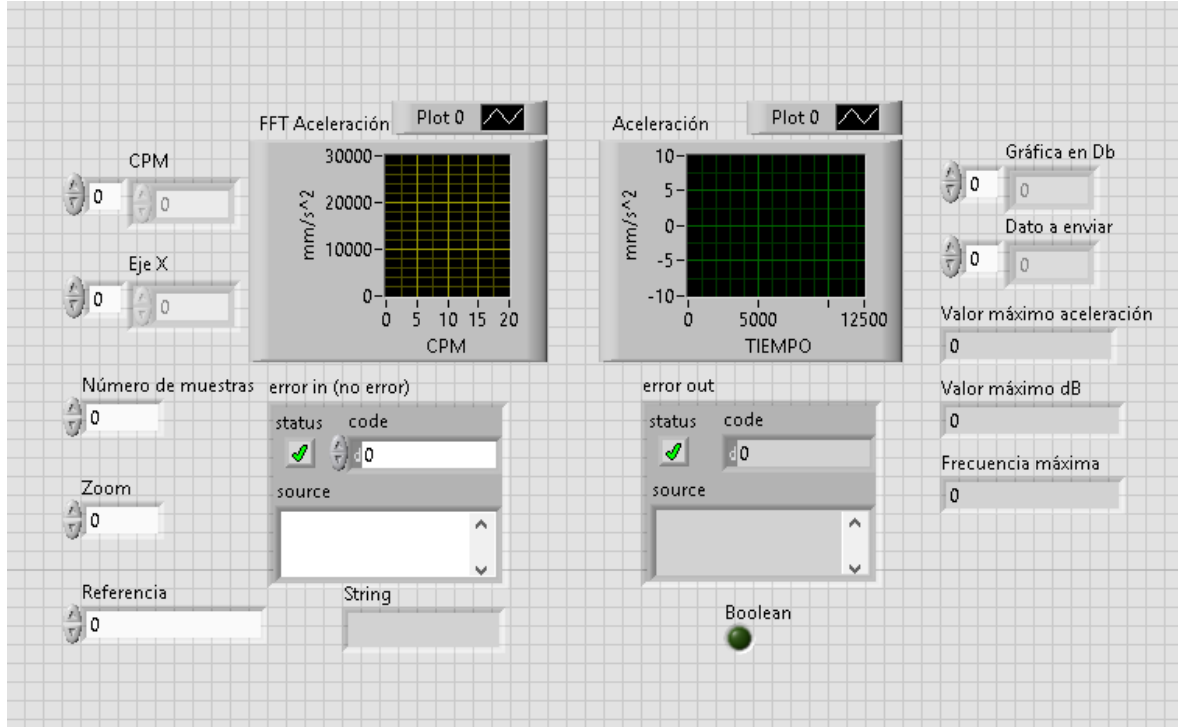 CPM
0
0
Eje X
0
0
FFT Aceleración
Plot 0
mm/s^2
30000
20000
10000
0
0 5 10 15 20
CPM
Aceleración
Plot 0
mm/s^2
10
5
0
-5
-10
0 5000 12500
TIEMPO
Gráfica en Db
0
0
Dato a enviar
0
0
Valor máximo aceleración
0
Valor máximo dB
0
Frecuencia máxima
0
Número de muestras
0
Zoom
0
Referencia
0
error in (no error)
status code
d 0
source
String
error out
status code
d 0
source
Boolean